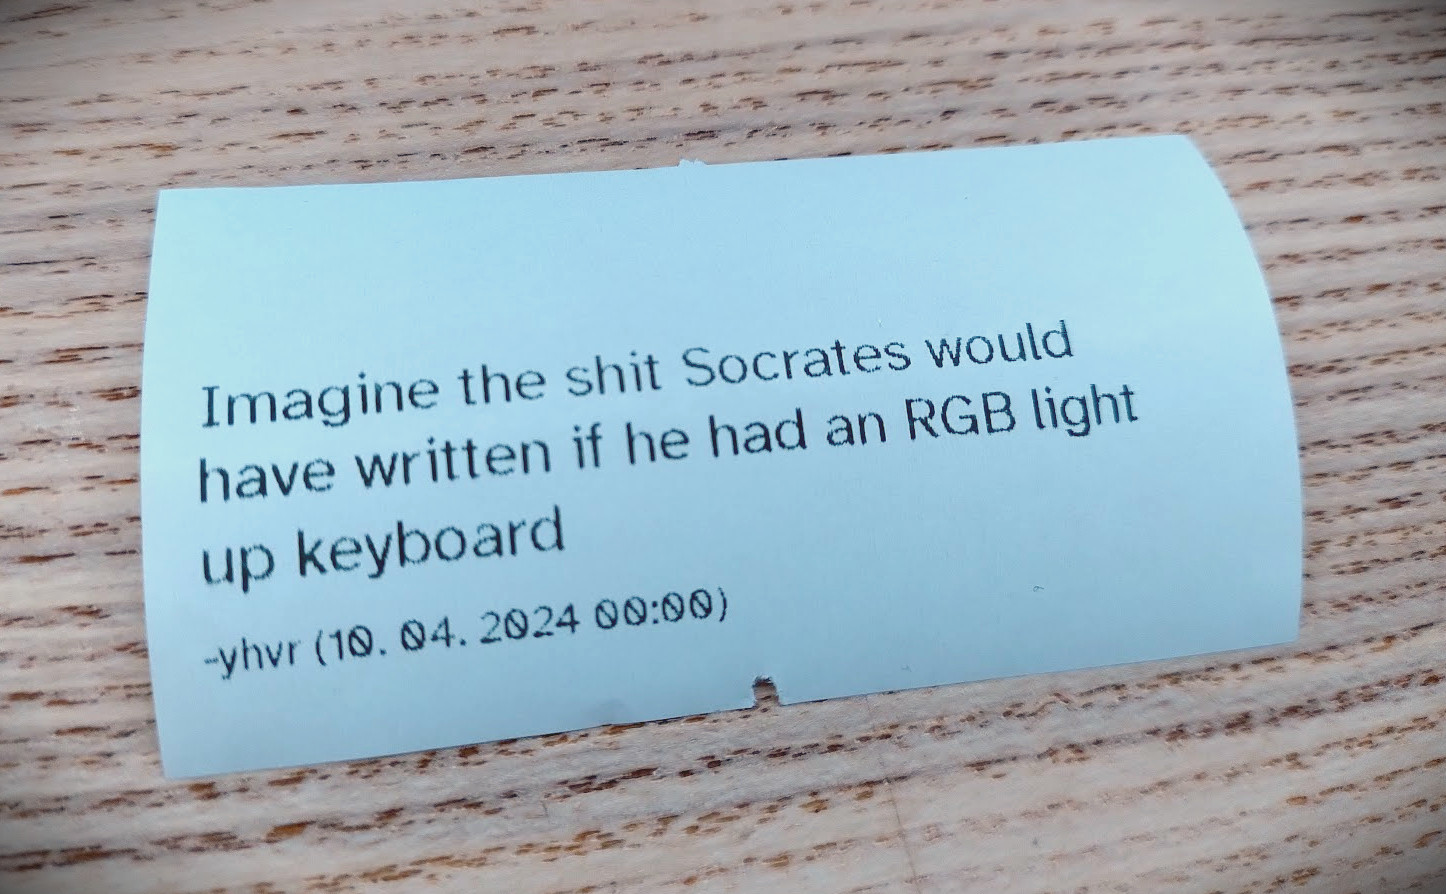 Imagine the shit Socrates would
have written if he had an RGB light
up keyboard
-yhvr (10. 04. 2024 00:00)